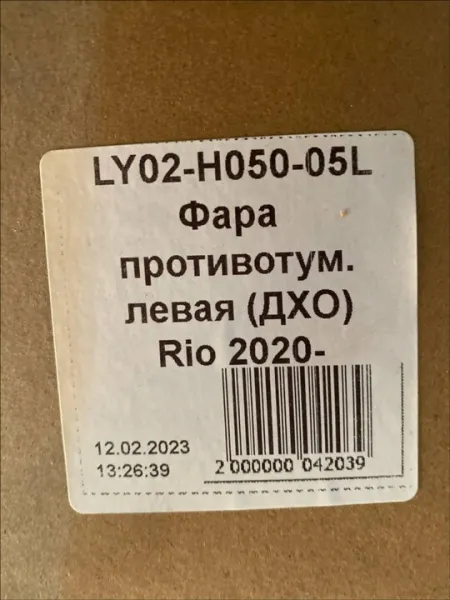 LY02-H050-05L
Фара
противотум.
левая (ДХО)
Rio 2020-
12.02.2023
13:26:39
2 000000 042039